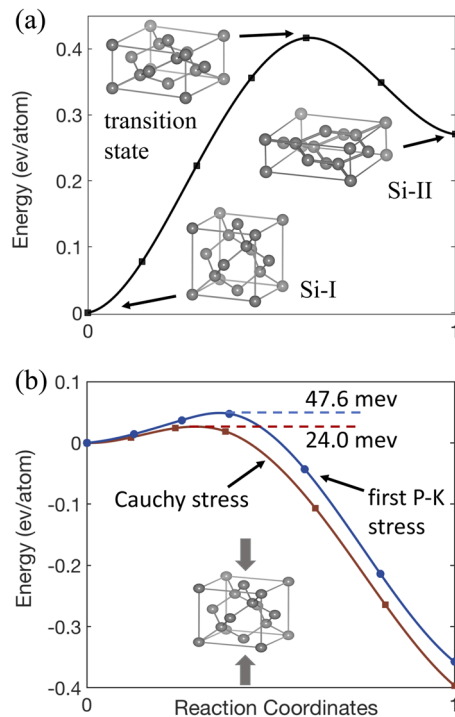 (a)
0.4
0.3
0.2
0.1
0
Energy (ev/atom)
transition
state
Si-II
Si-I
0
1
(b)
0.1
0
-0.1
-0.2
-0.3
-0.4
Energy (ev/atom)
47.6 mev
24.0 mev
Cauchy stress
first P-K
stress
0
Reaction Coordinates
1